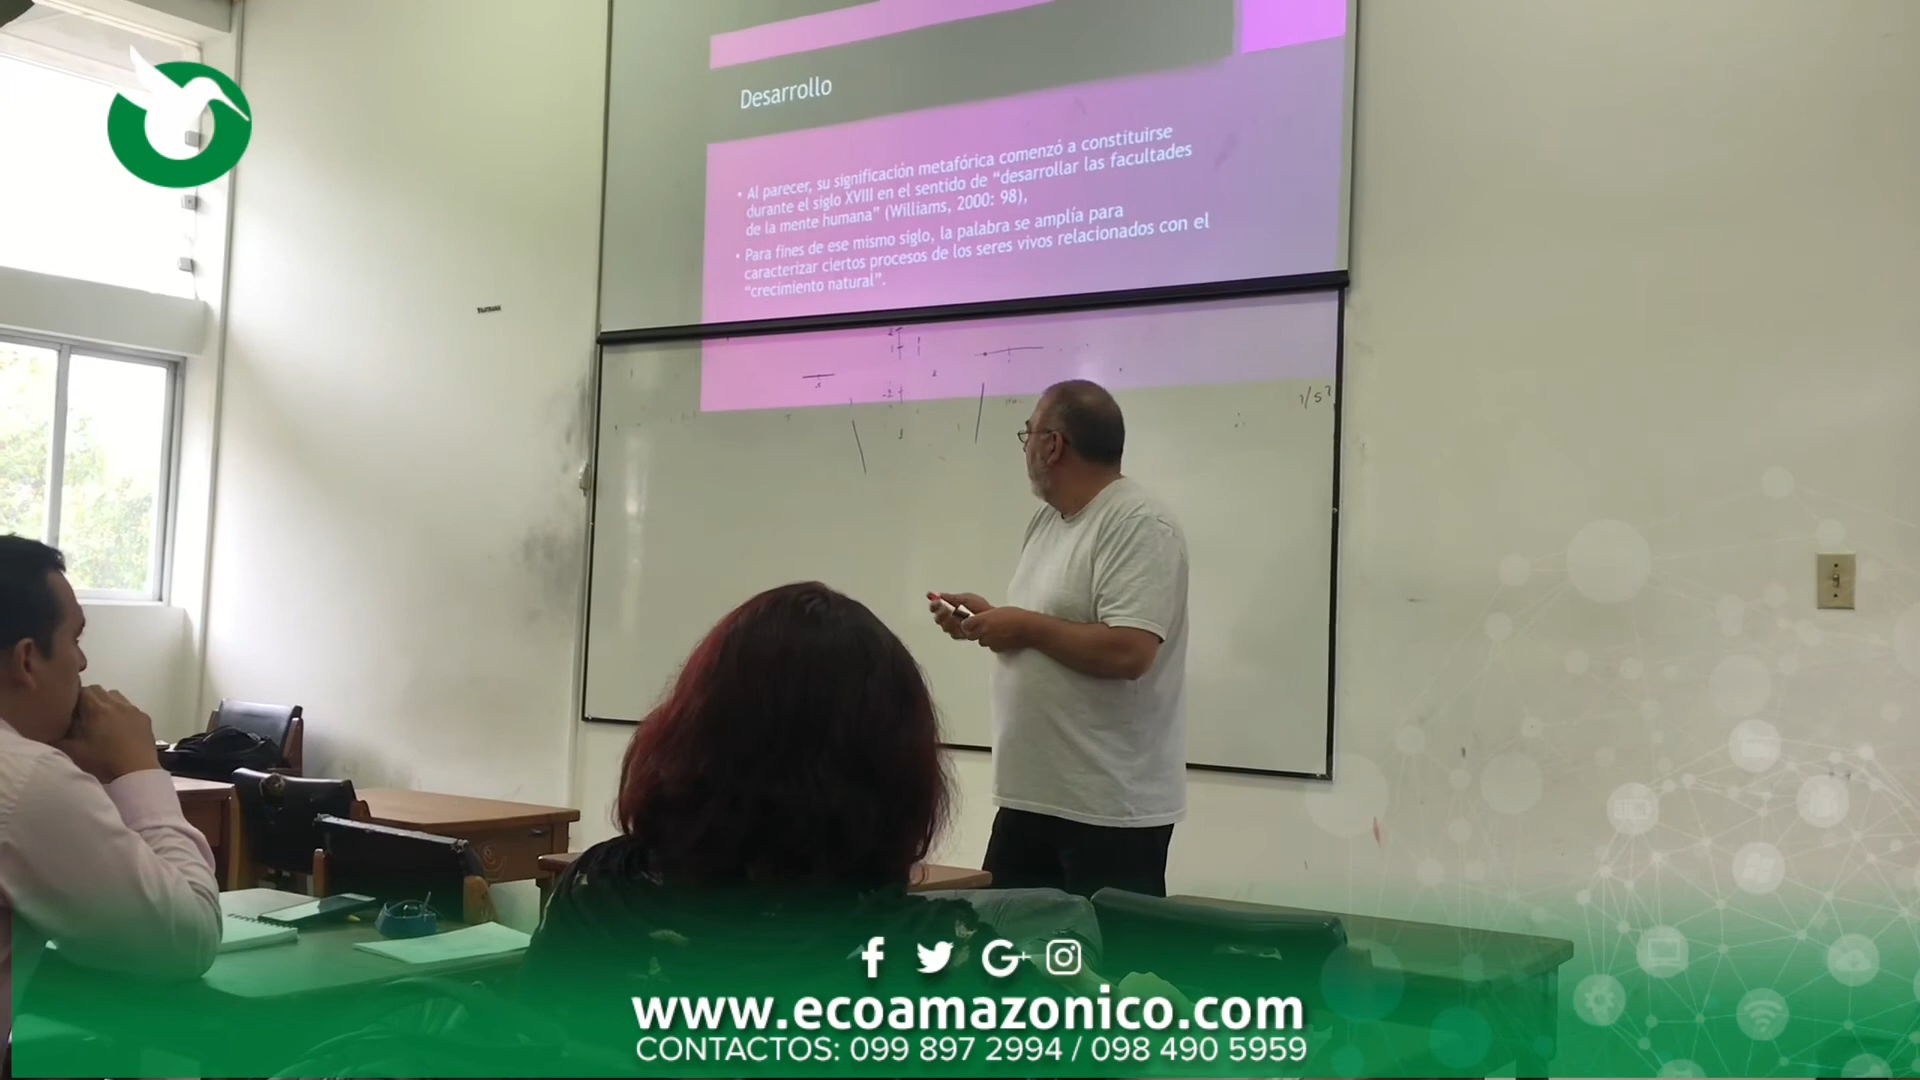 Desarrollo
• Al parecer, su significación metafórica comenzó a constituirse
durante el siglo XVIII en el sentido de “desarrollar las facultades
de la mente humana” (Williams, 2000: 98),
• Para fines de ese mismo siglo, la palabra se amplía para
caracterizar ciertos procesos de los seres vivos relacionados con el
“crecimiento natural”.
www.ecoamazonico.com
CONTACTOS: 099 897 2994 / 098 490 5959